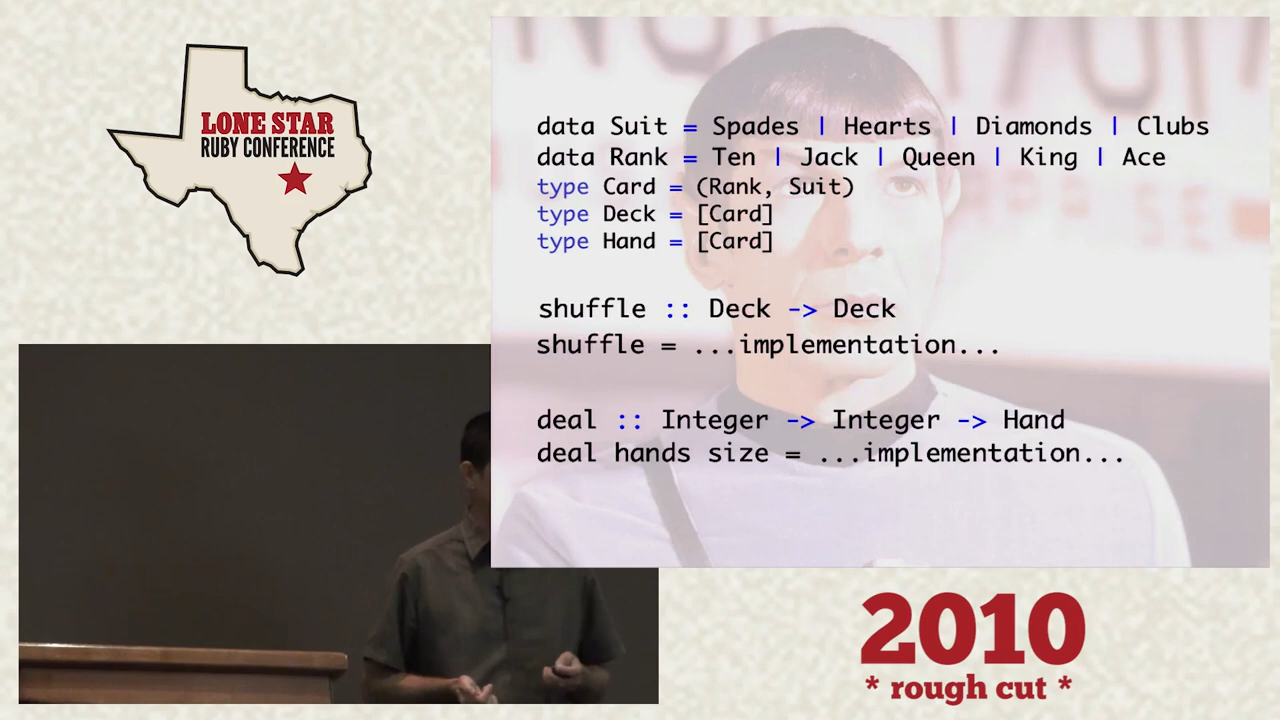 LONE STAR
RUBY CONFERENCE
data Suit = Spades | Hearts | Diamonds | Clubs
data Rank = Ten | Jack | Queen | King | Ace
type Card = (Rank, Suit)
type Deck = [Card]
type Hand = [Card]
shuffle :: Deck -> Deck
shuffle = ...implementation...
deal :: Integer -> Integer -> Hand
deal hands size = ...implementation...
2010
* rough cut *